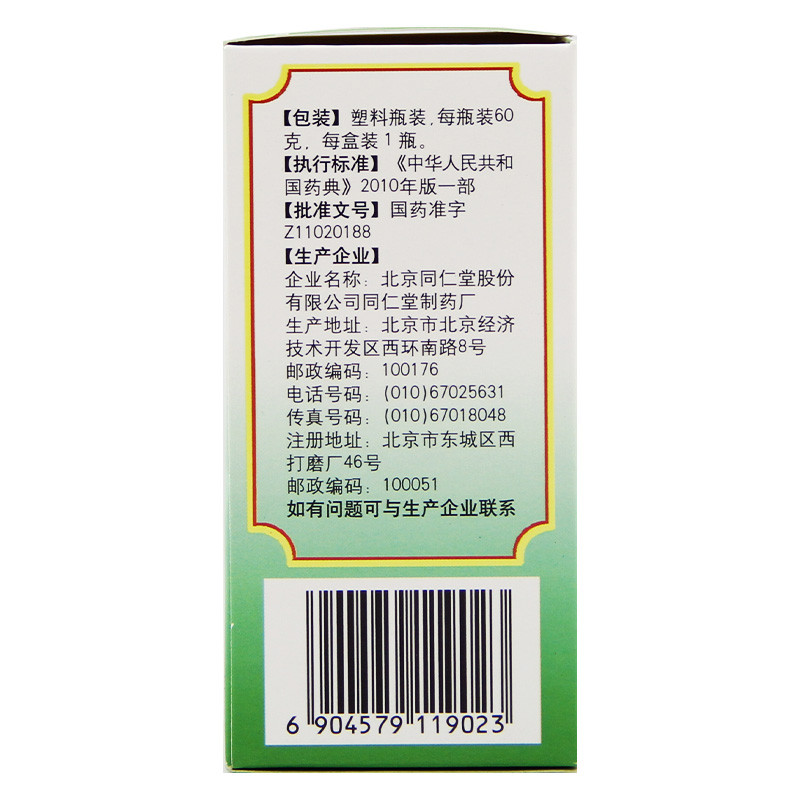 【包装】塑料瓶装,每瓶装60
克，每盒装1瓶。
【执行标准】《中华人民共和
国药典》2010年版一部
【批准文号】国药准字
Z11020188
【生产企业】
企业名称：北京同仁堂股份
有限公司同仁堂制药厂
生产地址：北京市北京经济
技术开发区西环南路8号
邮政编码：100176
电话号码：(010)67025631
传真号码：(010)67018048
注册地址：北京市东城区西
打磨厂46号
邮政编码：100051
如有问题可与生产企业联系
6 904579 119023